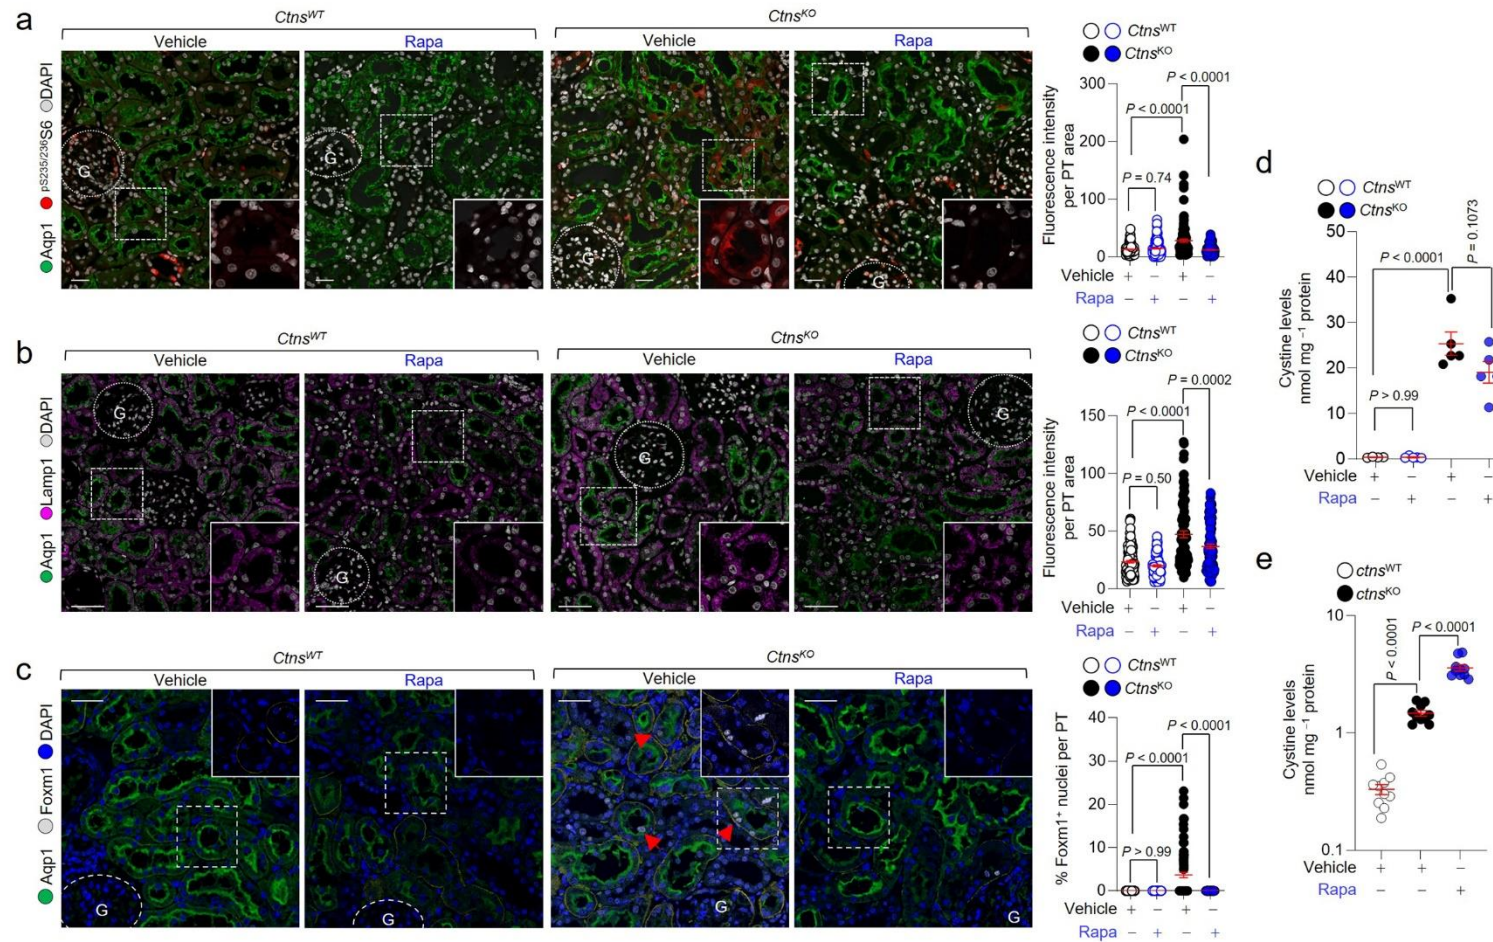 a
Ctns^WT
Ctns^KO
Vehicle
Rapa
Vehicle
Rapa
Aqp1 pS235/236S6 DAPI
G
G
G
G
Ctns^WT
Ctns^KO
Fluorescence intensity
per PT area
300
200
100
0
P < 0.0001
P < 0.0001
P = 0.74
Vehicle + − + −
Rapa − + − +
b
Ctns^WT
Ctns^KO
Vehicle
Rapa
Vehicle
Rapa
Aqp1 Lamp1 DAPI
G
G
G
G
Ctns^WT
Ctns^KO
Fluorescence intensity
per PT area
150
100
50
0
P = 0.0002
P < 0.0001
P = 0.50
Vehicle + − + −
Rapa − + − +
c
Ctns^WT
Ctns^KO
Vehicle
Rapa
Vehicle
Rapa
Aqp1 Foxm1 DAPI
G
G
G
G
Ctns^WT
Ctns^KO
% Foxm1⁺ nuclei per PT
40
30
20
10
0
P < 0.0001
P < 0.0001
P > 0.99
Vehicle + − + −
Rapa − + − +
d
Ctns^WT
Ctns^KO
Cystine levels
nmol mg⁻¹ protein
50
40
30
20
10
0
P < 0.0001
P = 0.1073
P > 0.99
Vehicle + − + −
Rapa − + − +
e
ctns^WT
ctns^KO
Cystine levels
nmol mg⁻¹ protein
10
1
0.1
P < 0.0001
P < 0.0001
Vehicle + + −
Rapa − − +